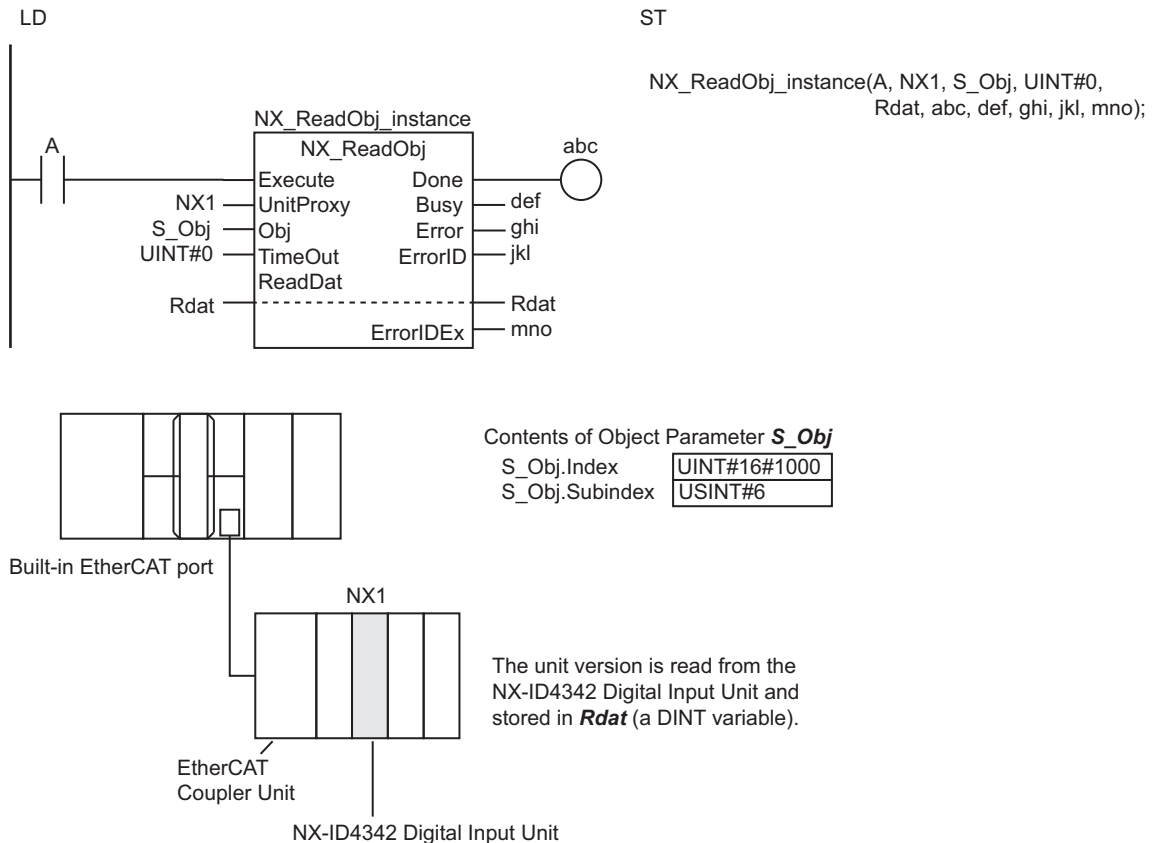 LD
ST
NX_ReadObj_instance(A, NX1, S_Obj, UINT#0,
Rdat, abc, def, ghi, jkl, mno);
NX_ReadObj_instance
A
NX_ReadObj
abc
Execute
Done
NX1
UnitProxy
Busy
def
S_Obj
Obj
Error
ghi
UINT#0
TimeOut
ErrorID
jkl
ReadDat
Rdat
Rdat
ErrorIDEx
mno
Contents of Object Parameter S_Obj
S_Obj.Index UINT#16#1000
S_Obj.Subindex USINT#6
Built-in EtherCAT port
NX1
The unit version is read from the
NX-ID4342 Digital Input Unit and
stored in Rdat (a DINT variable).
EtherCAT
Coupler Unit
NX-ID4342 Digital Input Unit